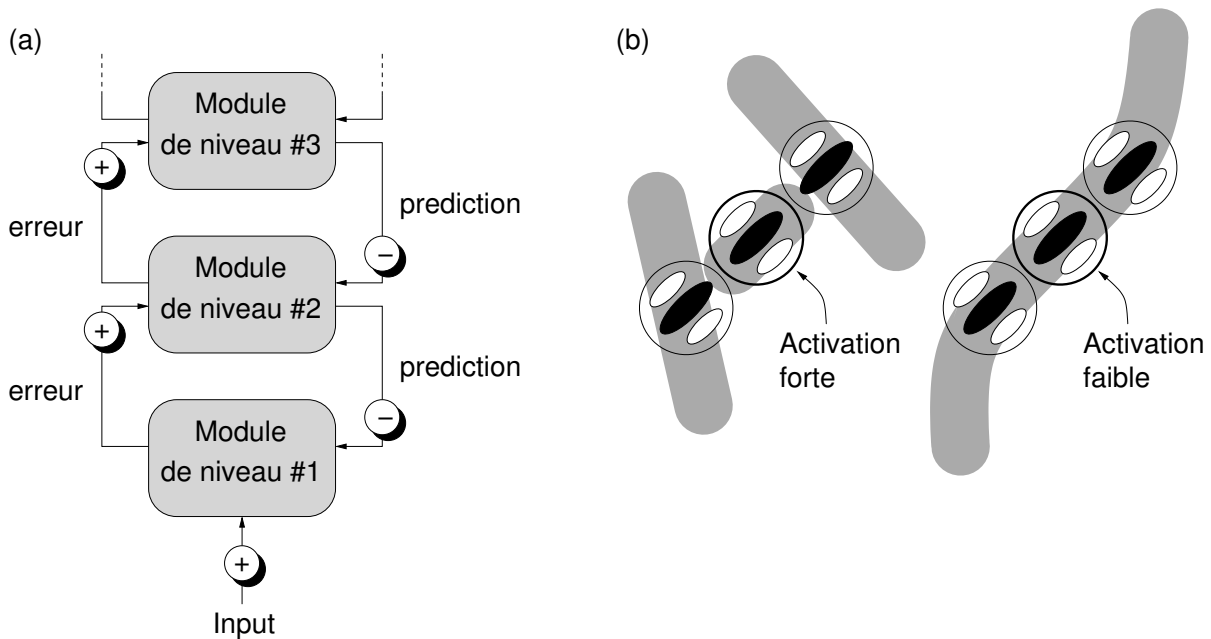 (a)
Module
de niveau #3
+
erreur
prediction
−
Module
de niveau #2
+
erreur
prediction
−
Module
de niveau #1
+
Input
(b)
Activation
forte
Activation
faible